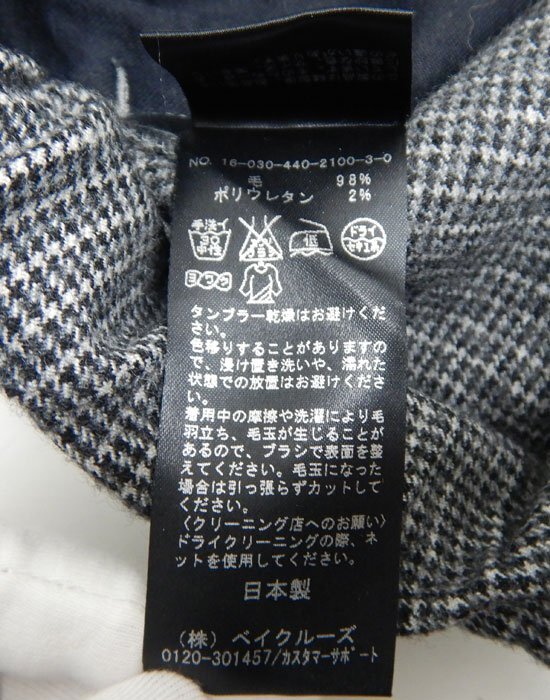 NO. 16-030-440-2100-3-0
毛 98%
ポリウレタン 2%
手洗イ
30
中性
低
ドライ
セキユ系
ヨワク
タンブラー乾燥はお避けくだ
さい。
色移りすることがありますの
で、浸け置き洗いや、濡れた
状態での放置はお避けくださ
い。
着用中の摩擦や洗濯により毛
羽立ち、毛玉が生じることが
あるので、ブラシで表面を整
えてください。毛玉になった
場合は引っ張らずカットして
ください。
〈クリーニング店へのお願い〉
ドライクリーニングの際、ネ
ットを使用してください。
日本製
(株) ベイクルーズ
0120-301457/カスタマーサポート